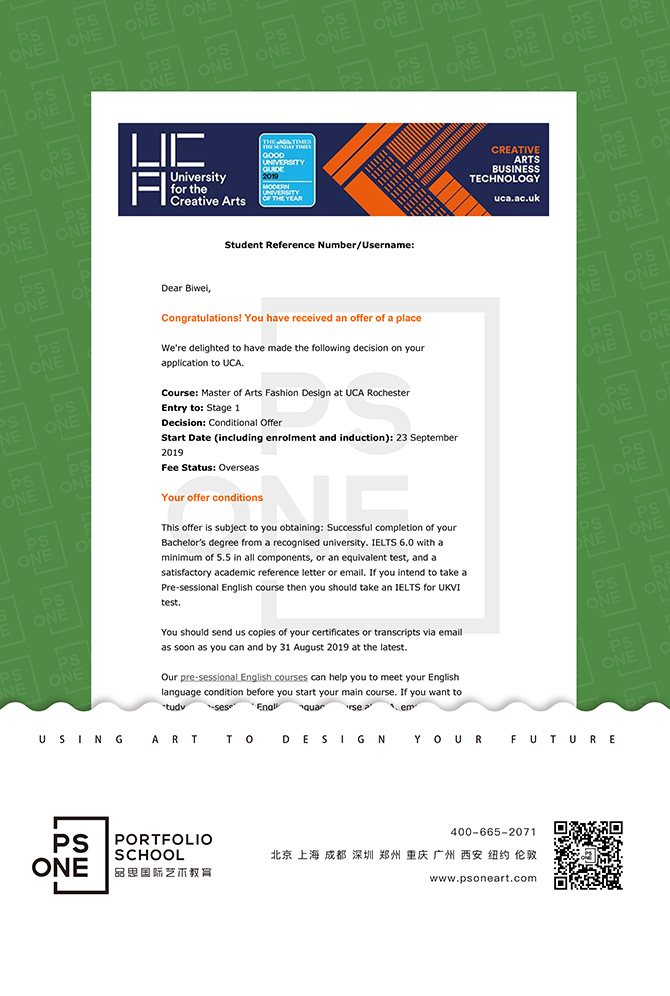 UC
A
University
for the
Creative Arts
THE TIMES
THE SUNDAY TIMES
GOOD
UNIVERSITY
GUIDE
2019
MODERN
UNIVERSITY
OF THE YEAR
CREATIVE
ARTS
BUSINESS
TECHNOLOGY
uca.ac.uk
Student Reference Number/Username:
Dear Biwei,
Congratulations! You have received an offer of a place
We're delighted to have made the following decision on your
application to UCA.
Course: Master of Arts Fashion Design at UCA Rochester
Entry to: Stage 1
Decision: Conditional Offer
Start Date (including enrolment and induction): 23 September
2019
Fee Status: Overseas
Your offer conditions
This offer is subject to you obtaining: Successful completion of your
Bachelor's degree from a recognised university. IELTS 6.0 with a
minimum of 5.5 in all components, or an equivalent test, and a
satisfactory academic reference letter or email. If you intend to take a
Pre-sessional English course then you should take an IELTS for UKVI
test.
You should send us copies of your certificates or transcripts via email
as soon as you can and by 31 August 2019 at the latest.
Our pre-sessional English courses can help you to meet your English
language condition before you start your main course. If you want to
PS
ONE
USING ART TO DESIGN YOUR FUTURE
PS
ONE
PORTFOLIO
SCHOOL
品思国际艺术教育
400-665-2071
北京 上海 成都 深圳 郑州 重庆 广州 西安 纽约 伦敦
www.psoneart.com